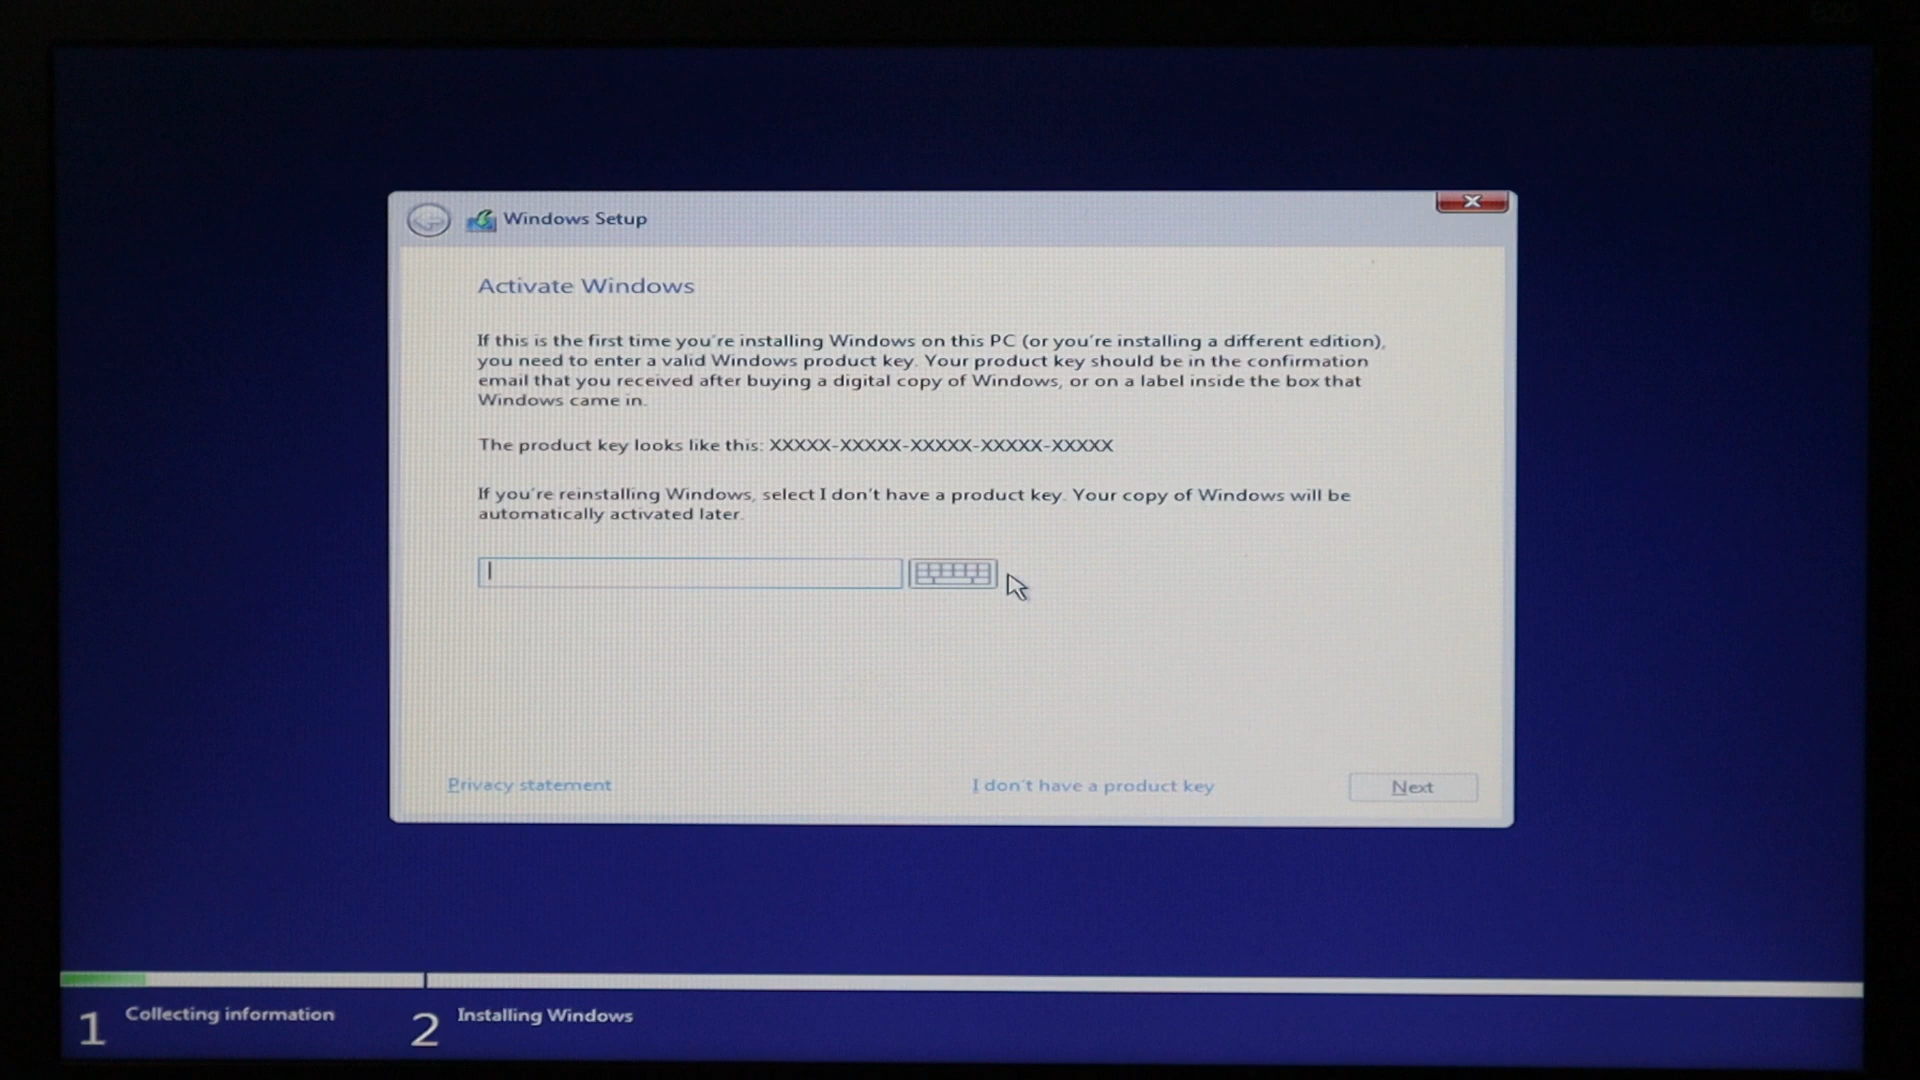 Windows Setup
Activate Windows
If this is the first time you're installing Windows on this PC (or you're installing a different edition),
you need to enter a valid Windows product key. Your product key should be in the confirmation
email that you received after buying a digital copy of Windows, or on a label inside the box that
Windows came in.
The product key looks like this: XXXXX-XXXXX-XXXXX-XXXXX-XXXXX
If you're reinstalling Windows, select I don't have a product key. Your copy of Windows will be
automatically activated later.
Privacy statement
I don't have a product key
Next
1 Collecting information
2 Installing Windows